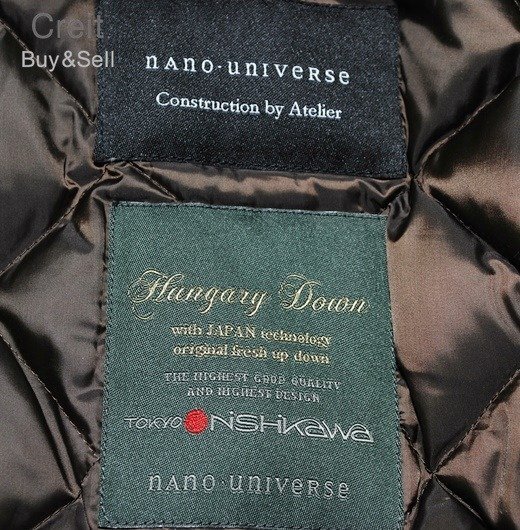 Creit
Buy&Sell
nano·universe
Construction by Atelier
Hungary Down
with JAPAN technology
original fresh up down
THE HIGHEST GOOD QUALITY
AND HIGHEST DESIGN
TOKYO NiSHiKaWa
nano·universe